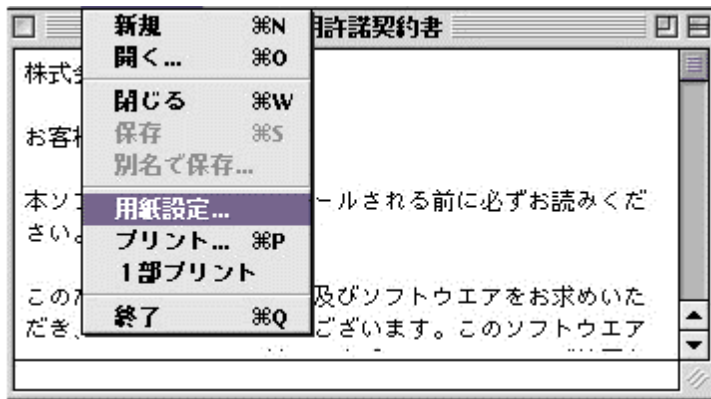 用許諾契約書
新規 ⌘N
開く... ⌘O
閉じる ⌘W
保存 ⌘S
別名で保存...
用紙設定...
プリント... ⌘P
1部プリント
終了 ⌘Q
株式
お客
本ソ
ールされる前に必ずお読みくだ
さい。
この
及びソフトウエアをお求めいた
だき、
ございます。このソフトウエア